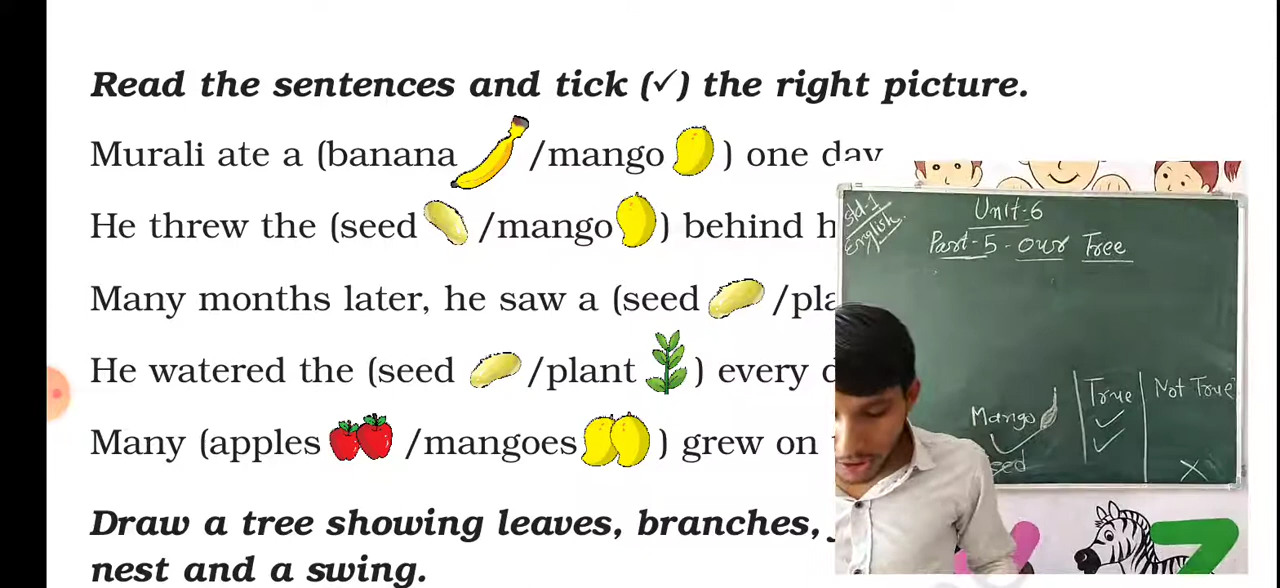 Read the sentences and tick (✓) the right picture.
Murali ate a (banana /mango ) one day
He threw the (seed /mango ) behind h
Many months later, he saw a (seed /pla
He watered the (seed /plant ) every d
Many (apples /mangoes ) grew on
Draw a tree showing leaves, branches,
nest and a swing.
Std-1
English
Unit-6
Part-5-Our Tree
True
Not True
Mango
✓
✓
seed
X